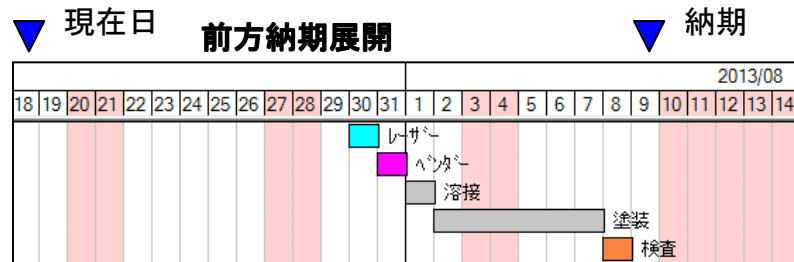 現在日 前方納期展開 納期
2013/08
18 19 20 21 22 23 24 25 26 27 28 29 30 31 1 2 3 4 5 6 7 8 9 10 11 12 13 14
ﾚｰｻﾞｰ
ﾍﾞﾝﾀﾞｰ
溶接
塗装
検査